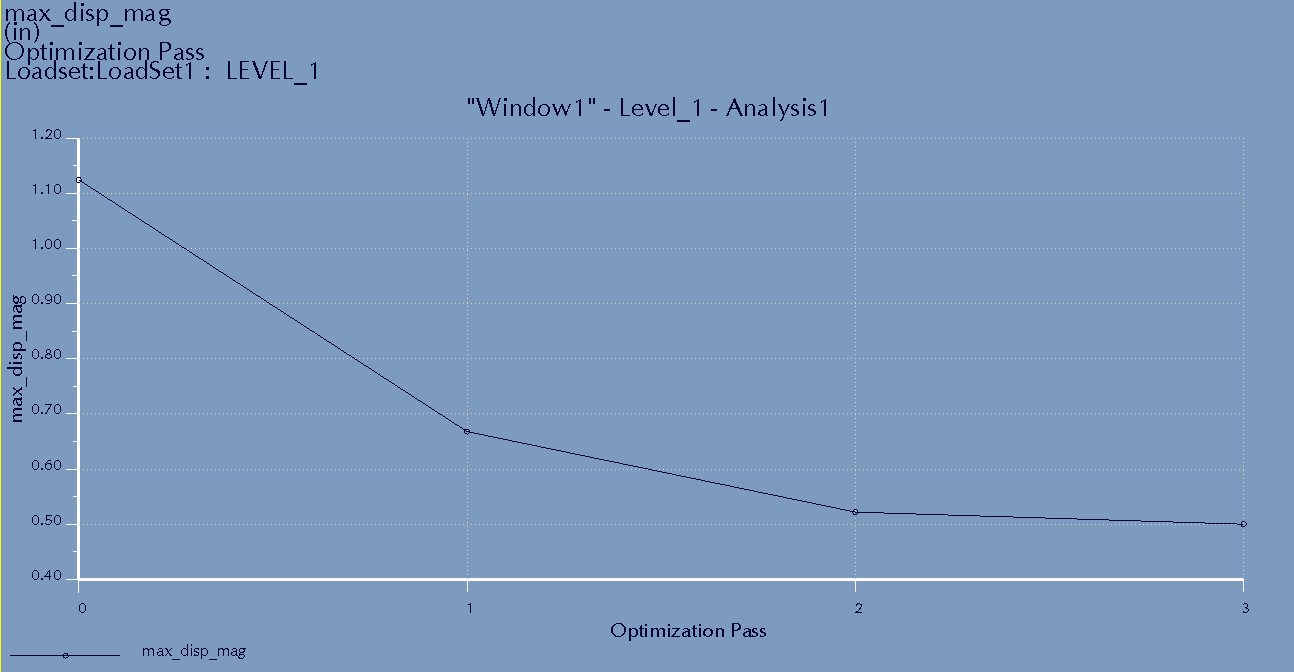 max_disp_mag
(in)
Optimization Pass
Loadset:LoadSet1 : LEVEL_1
"Window1" - Level_1 - Analysis1
1.20
1.10
1.00
0.90
0.80
0.70
0.60
0.50
0.40
max_disp_mag
0 1 2 3
Optimization Pass
max_disp_mag